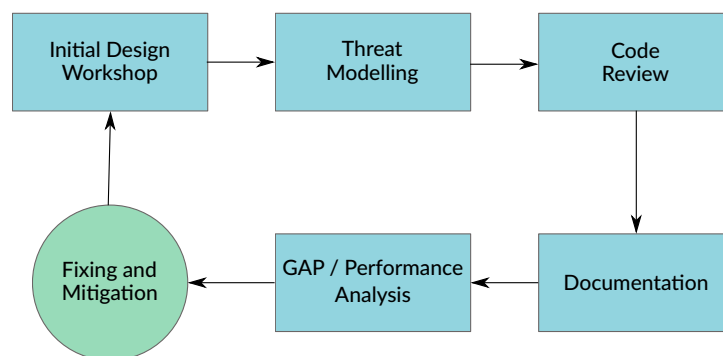 Initial Design
Workshop
Threat
Modelling
Code
Review
Fixing and
Mitigation
GAP / Performance
Analysis
Documentation